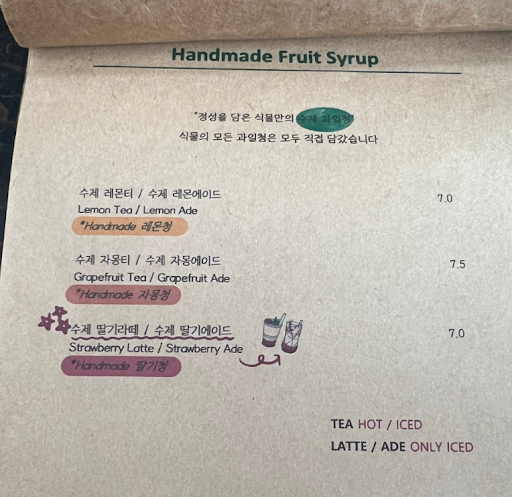 Handmade Fruit Syrup
"정성을 담은 식물만의 수제 과일청"
식물의 모든 과일청은 모두 직접 담갔습니다
수제 레몬티 / 수제 레몬에이드 7.0
Lemon Tea / Lemon Ade
*Handmade 레몬청
수제 자몽티 / 수제 자몽에이드 7.5
Grapefruit Tea / Grapefruit Ade
*Handmade 자몽청
수제 딸기라떼 / 수제 딸기에이드 7.0
Strawberry Latte / Strawberry Ade
*Handmade 딸기청
TEA HOT / ICED
LATTE / ADE ONLY ICED